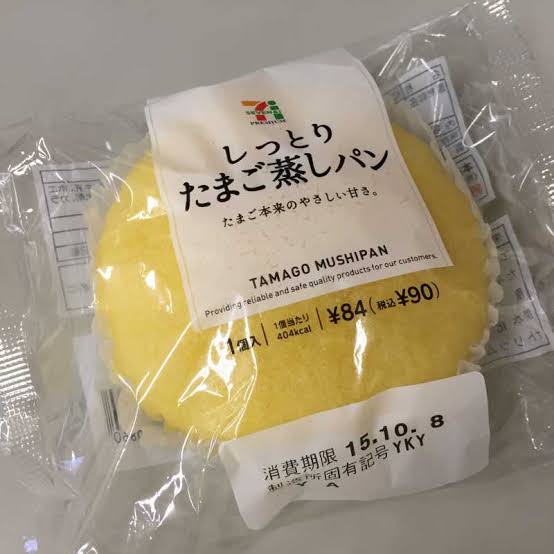 SEVEN & i
PREMIUM
しっとり
たまご蒸しパン
たまご本来のやさしい甘さ。
TAMAGO MUSHIPAN
Providing reliable and safe quality products for our customers.
1個入 1個当たり 404kcal ¥84(税込¥90)
消費期限 15.10. 8
製造所固有記号 YKY